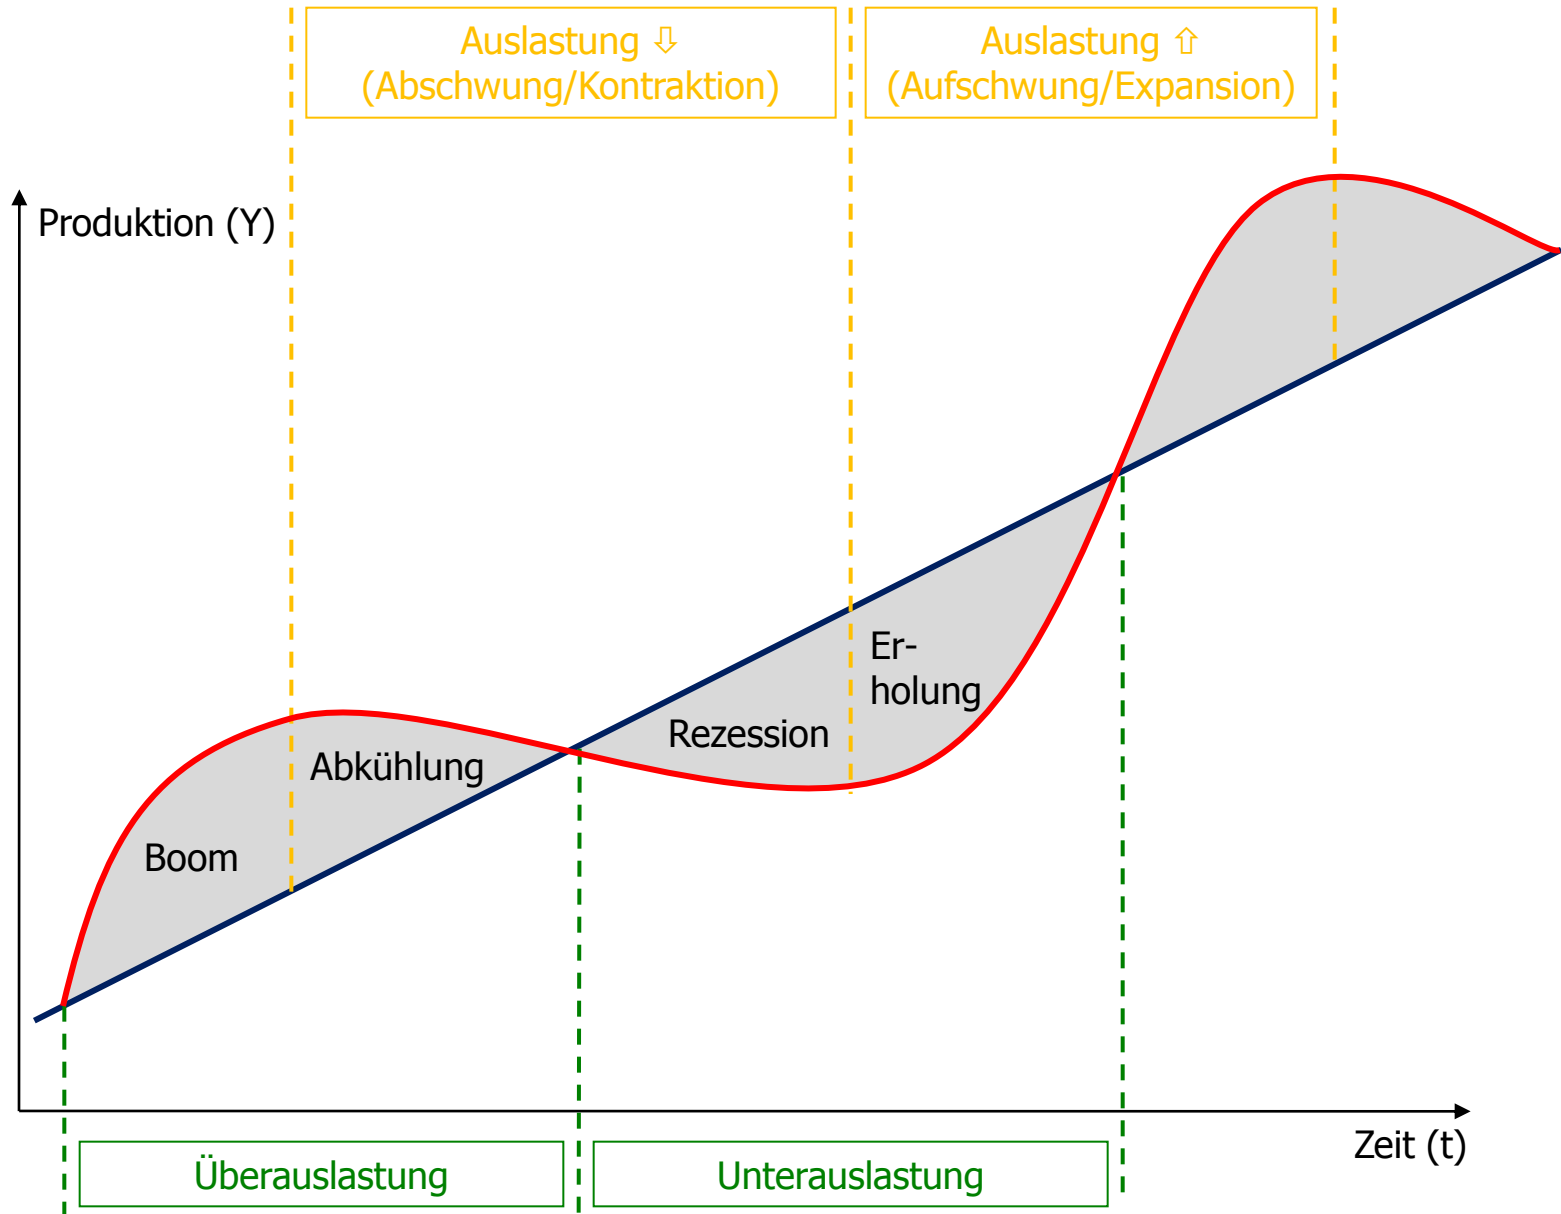 Auslastung ⇩
(Abschwung/Kontraktion)
Auslastung ⇧
(Aufschwung/Expansion)
Produktion (Y)
Er-
holung
Rezession
Abkühlung
Boom
Zeit (t)
Überauslastung
Unterauslastung